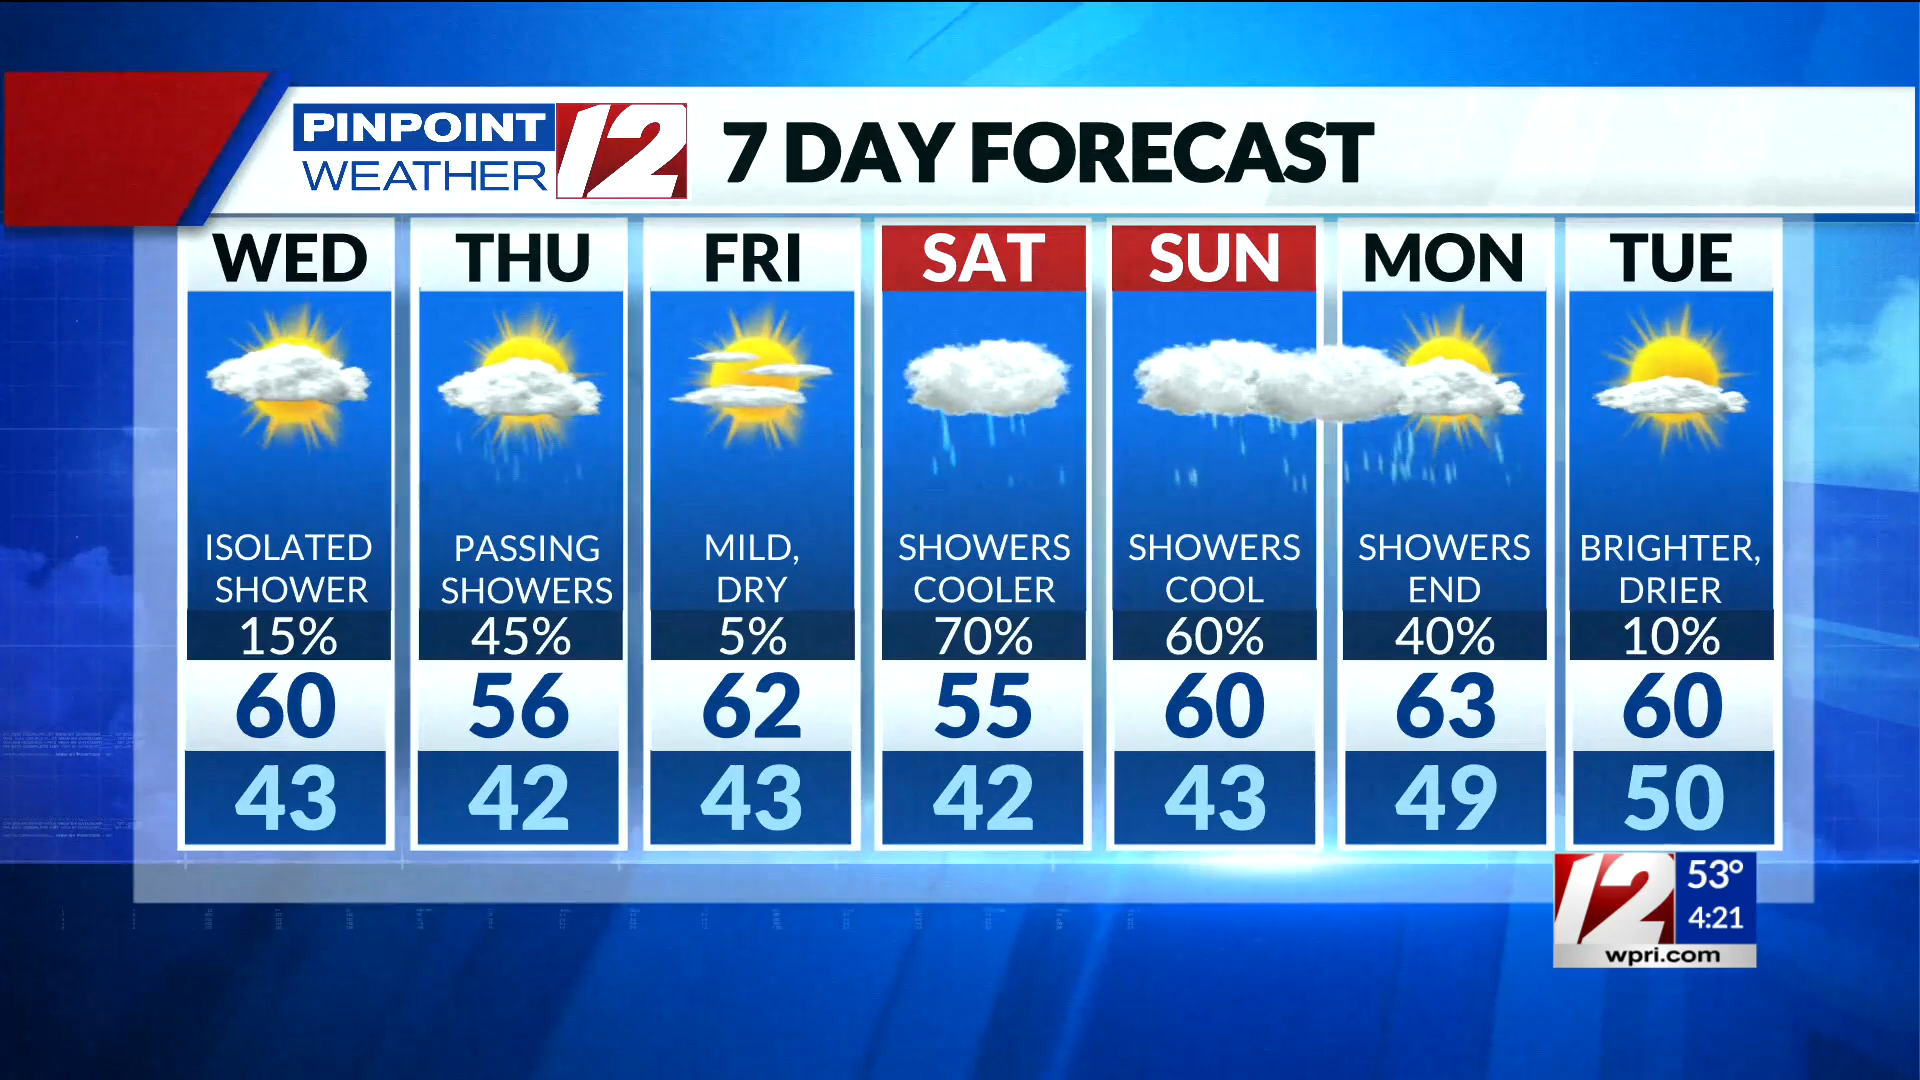 PINPOINT
WEATHER
12
7 DAY FORECAST
WED
THU
FRI
SAT
SUN
MON
TUE
ISOLATED
SHOWER
PASSING
SHOWERS
MILD,
DRY
SHOWERS
COOLER
SHOWERS
COOL
SHOWERS
END
BRIGHTER,
DRIER
15%
45%
5%
70%
60%
40%
10%
60
56
62
55
60
63
60
43
42
43
42
43
49
50
12
53°
4:21
wpri.com